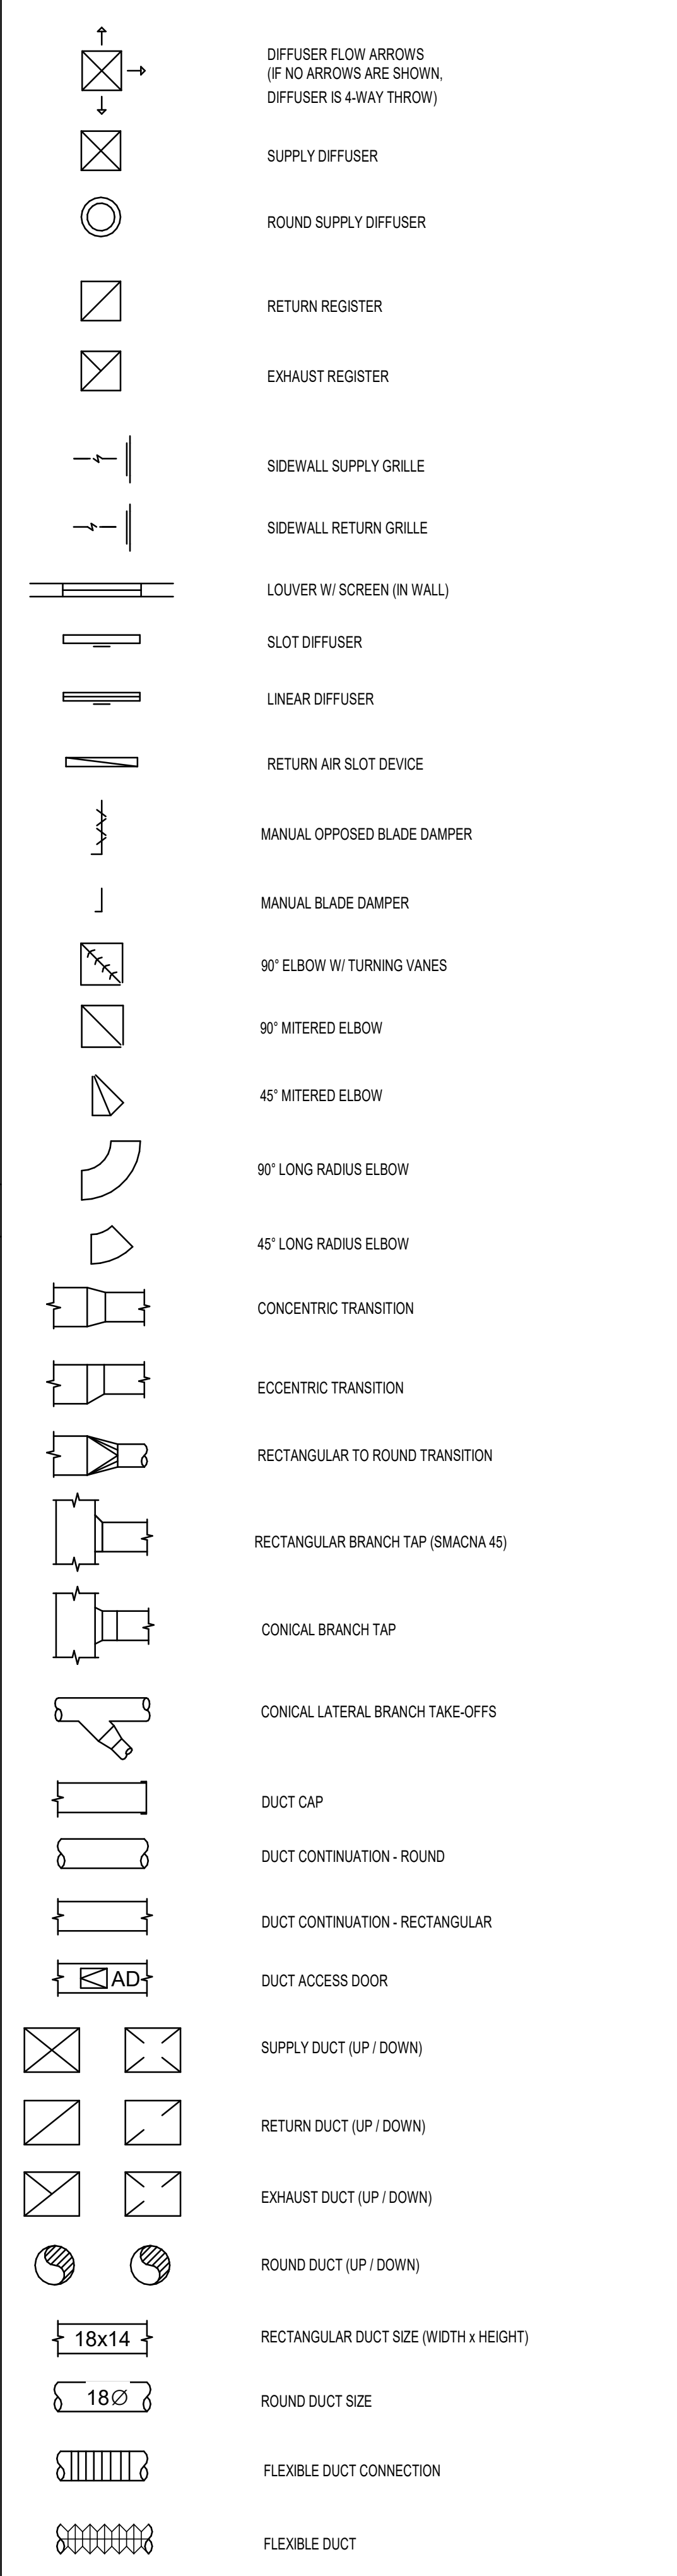 DIFFUSER FLOW ARROWS
(IF NO ARROWS ARE SHOWN,
DIFFUSER IS 4-WAY THROW)
SUPPLY DIFFUSER
ROUND SUPPLY DIFFUSER
RETURN REGISTER
EXHAUST REGISTER
SIDEWALL SUPPLY GRILLE
SIDEWALL RETURN GRILLE
LOUVER W/ SCREEN (IN WALL)
SLOT DIFFUSER
LINEAR DIFFUSER
RETURN AIR SLOT DEVICE
MANUAL OPPOSED BLADE DAMPER
MANUAL BLADE DAMPER
90° ELBOW W/ TURNING VANES
90° MITERED ELBOW
45° MITERED ELBOW
90° LONG RADIUS ELBOW
45° LONG RADIUS ELBOW
CONCENTRIC TRANSITION
ECCENTRIC TRANSITION
RECTANGULAR TO ROUND TRANSITION
RECTANGULAR BRANCH TAP (SMACNA 45)
CONICAL BRANCH TAP
CONICAL LATERAL BRANCH TAKE-OFFS
DUCT CAP
DUCT CONTINUATION - ROUND
DUCT CONTINUATION - RECTANGULAR
AD
DUCT ACCESS DOOR
SUPPLY DUCT (UP / DOWN)
RETURN DUCT (UP / DOWN)
EXHAUST DUCT (UP / DOWN)
ROUND DUCT (UP / DOWN)
18x14
RECTANGULAR DUCT SIZE (WIDTH x HEIGHT)
18∅
ROUND DUCT SIZE
FLEXIBLE DUCT CONNECTION
FLEXIBLE DUCT